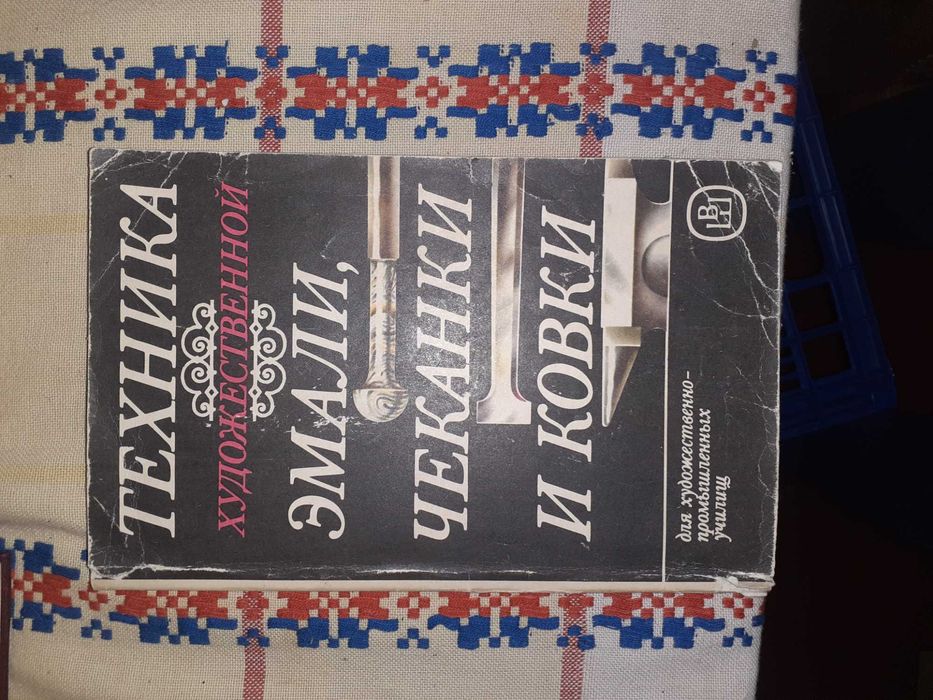 ТЕХНИКА
ХУДОЖЕСТВЕННОЙ
ЭМАЛИ,
ЧЕКАНКИ
И КОВКИ
для художественно-
промышленных
училищ